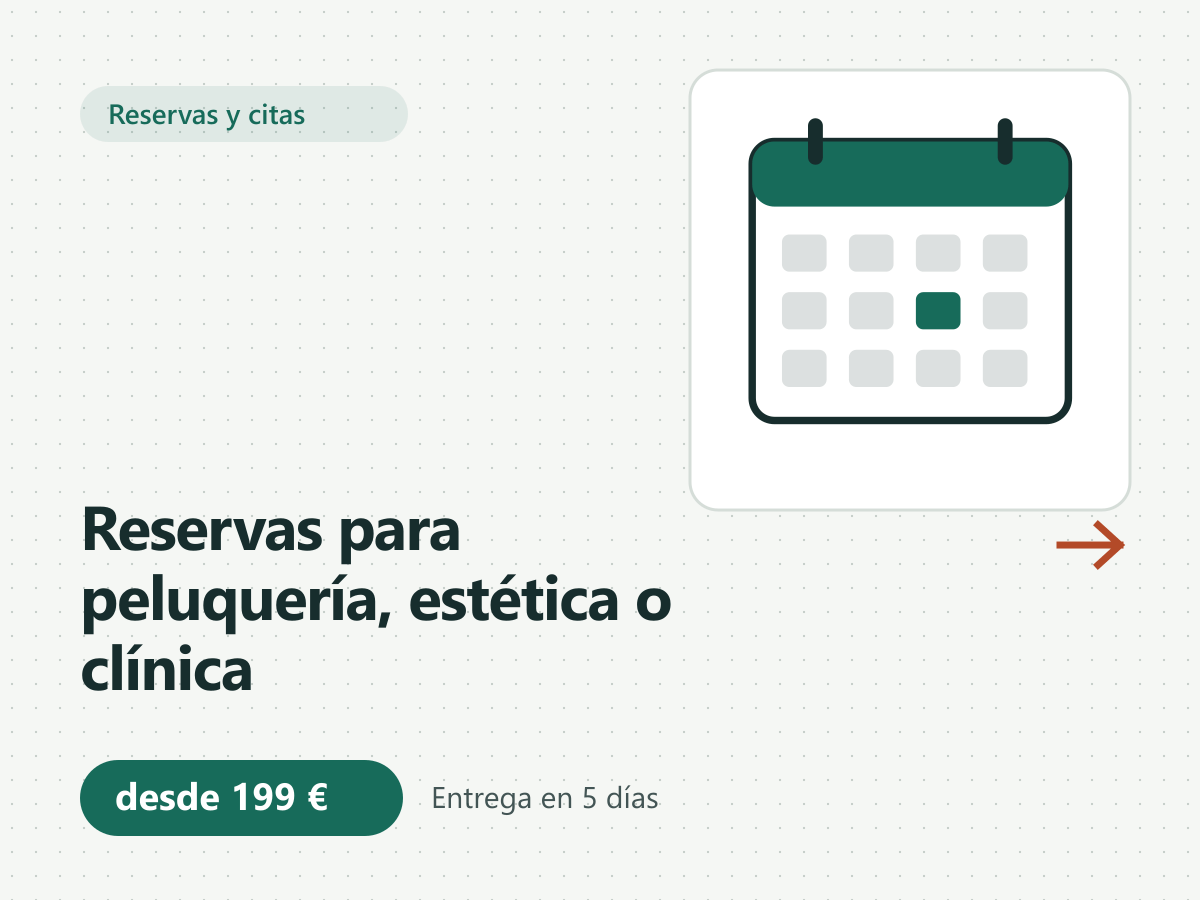 Reservas y citas
Reservas para
peluquería, estética o
clínica
desde 199 €
Entrega en 5 días